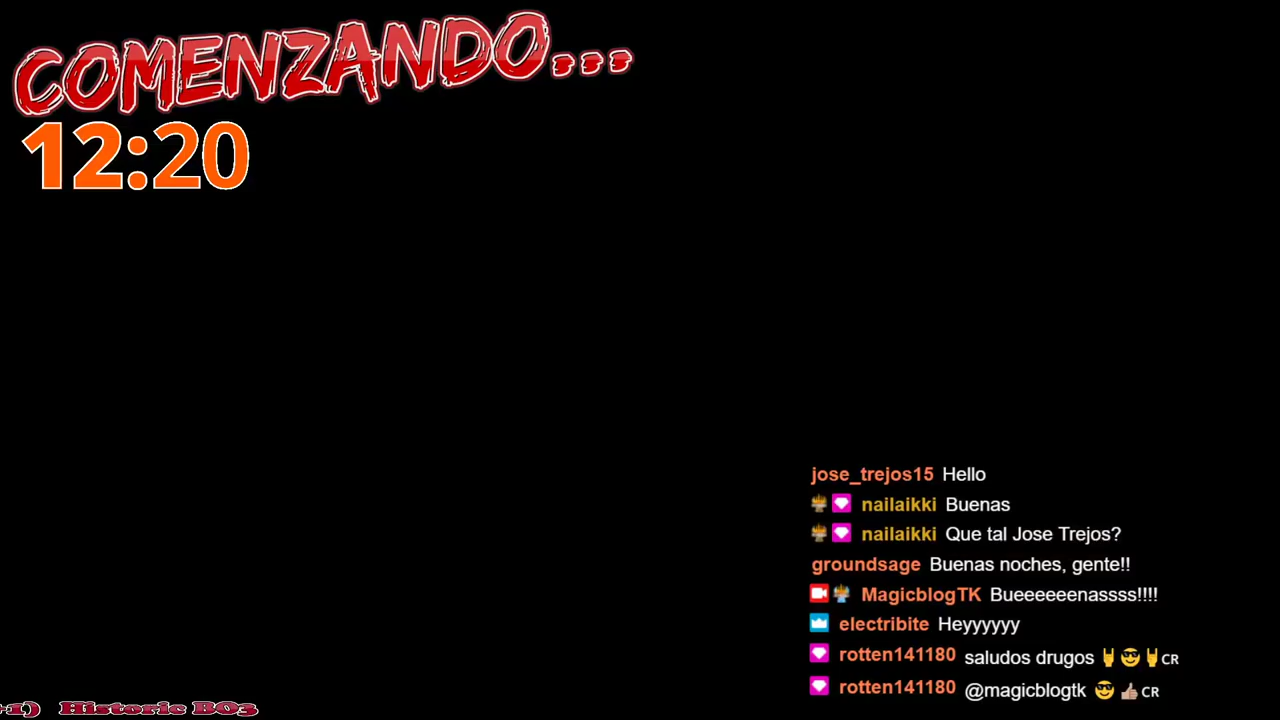 COMENZANDO...
12:20
jose_trejos15 Hello
nailaikki Buenas
nailaikki Que tal Jose Trejos?
groundsage Buenas noches, gente!!
MagicblogTK Bueeeeeenassss!!!!
electribite Heyyyyyy
rotten141180 saludos drugos 🤘😎🤘CR
rotten141180 @magicblogtk 😎👍🏼CR
+1) Historic BO3